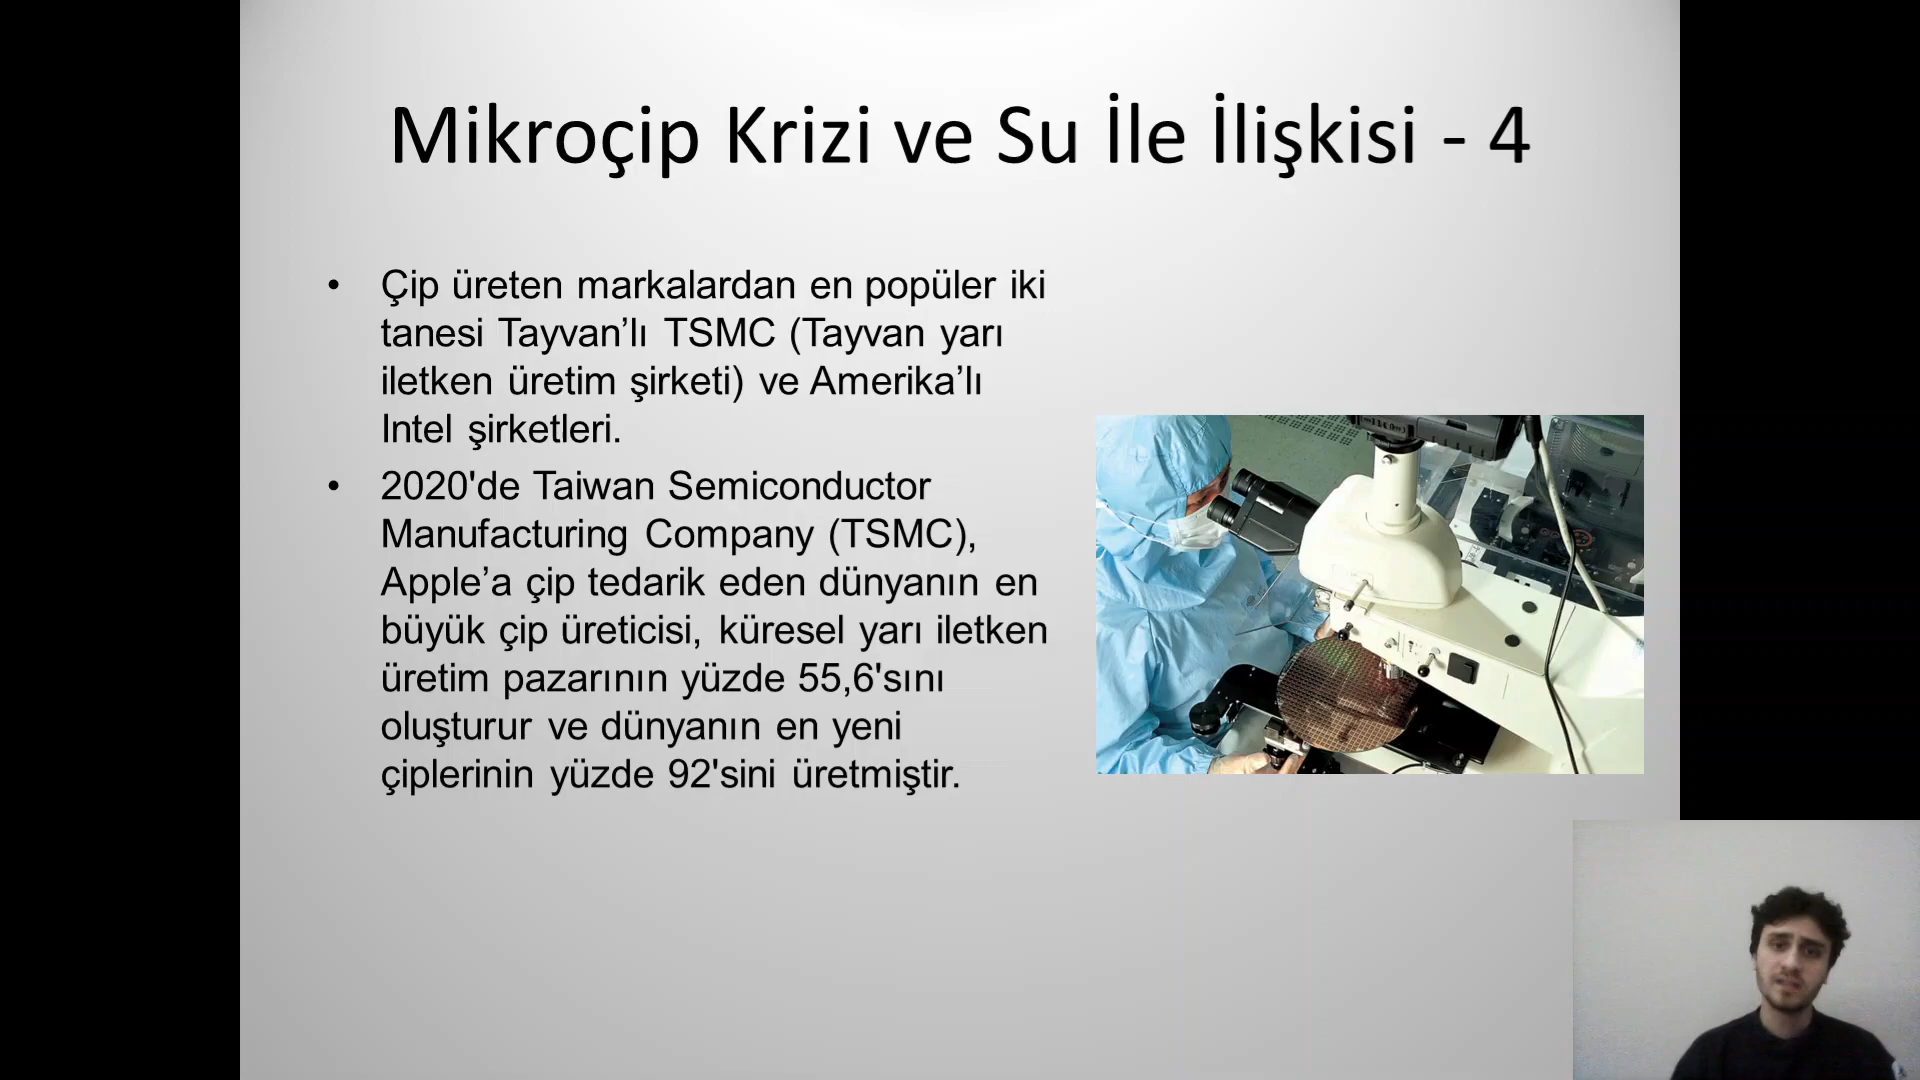 Mikroçip Krizi ve Su İle İlişkisi - 4
• Çip üreten markalardan en popüler iki
tanesi Tayvan’lı TSMC (Tayvan yarı
iletken üretim şirketi) ve Amerika’lı
Intel şirketleri.
• 2020'de Taiwan Semiconductor
Manufacturing Company (TSMC),
Apple’a çip tedarik eden dünyanın en
büyük çip üreticisi, küresel yarı iletken
üretim pazarının yüzde 55,6'sını
oluşturur ve dünyanın en yeni
çiplerinin yüzde 92'sini üretmiştir.